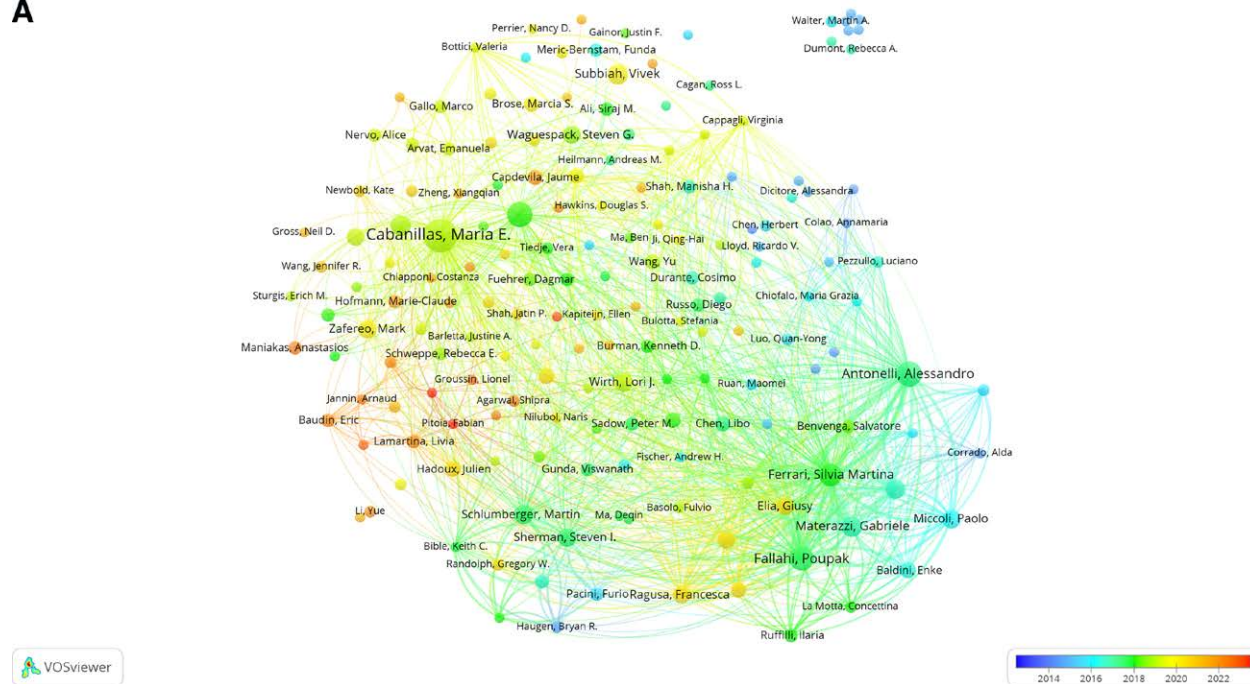 A
Perrier, Nancy D.
Gainor, Justin F.
Walter, Martin A.
Bottici, Valeria
Meric-Bernstam, Funda
Dumont, Rebecca A.
Subbiah, Vivek
Cagan, Ross L.
Gallo, Marco
Brose, Marcia S.
Ali, Siraj M.
Cappagli, Virginia
Nervo, Alice
Waguespack, Steven G.
Arvat, Emanuela
Heilmann, Andreas M.
Capdevila, Jaume
Newbold, Kate
Zheng, Xiangqian
Shah, Manisha H.
Dicitore, Alessandra
Hawkins, Douglas S.
Gross, Neil D.
Cabanillas, Maria E.
Chen, Herbert
Colao, Annamaria
Tiedje, Vera
Ma, Ben
Ji, Qing-Hai
Lloyd, Ricardo V.
Wang, Jennifer R.
Chiapponi, Costanza
Fuehrer, Dagmar
Wang, Yu
Durante, Cosimo
Pezzullo, Luciano
Sturgis, Erich M.
Hofmann, Marie-Claude
Chiofalo, Maria Grazia
Shah, Jatin P.
Kapiteijn, Ellen
Russo, Diego
Zafereo, Mark
Bulotta, Stefania
Barletta, Justine A.
Maniakas, Anastasios
Schweppe, Rebecca E.
Burman, Kenneth D.
Luo, Quan-Yong
Groussin, Lionel
Wirth, Lori J.
Ruan, Maomei
Antonelli, Alessandro
Jannin, Arnaud
Agarwal, Shipra
Baudin, Eric
Pitoia, Fabian
Nilubol, Naris
Sadow, Peter M.
Chen, Libo
Benvenga, Salvatore
Lamartina, Livia
Fischer, Andrew H.
Corrado, Alda
Hadoux, Julien
Gunda, Viswanath
Ferrari, Silvia Martina
Li, Yue
Schlumberger, Martin
Ma, Deqin
Basolo, Fulvio
Elia, Giusy
Miccoli, Paolo
Sherman, Steven I.
Materazzi, Gabriele
Bible, Keith C.
Randolph, Gregory W.
Fallahi, Poupak
Baldini, Enke
Pacini, Furio
Ragusa, Francesca
La Motta, Concettina
Haugen, Bryan R.
Ruffilli, Ilaria
VOSviewer
2014 2016 2018 2020 2022